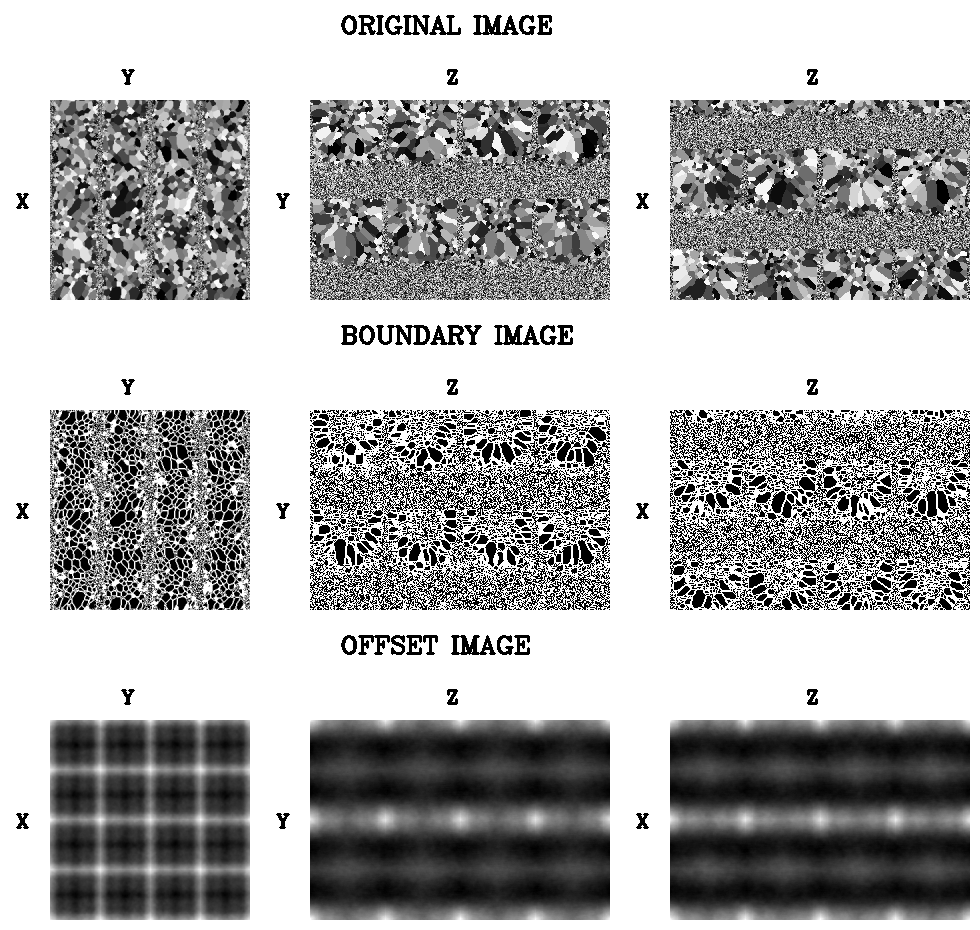 ORIGINAL IMAGE
Y Z Z
X Y X
BOUNDARY IMAGE
Y Z Z
X Y X
OFFSET IMAGE
Y Z Z
X Y X